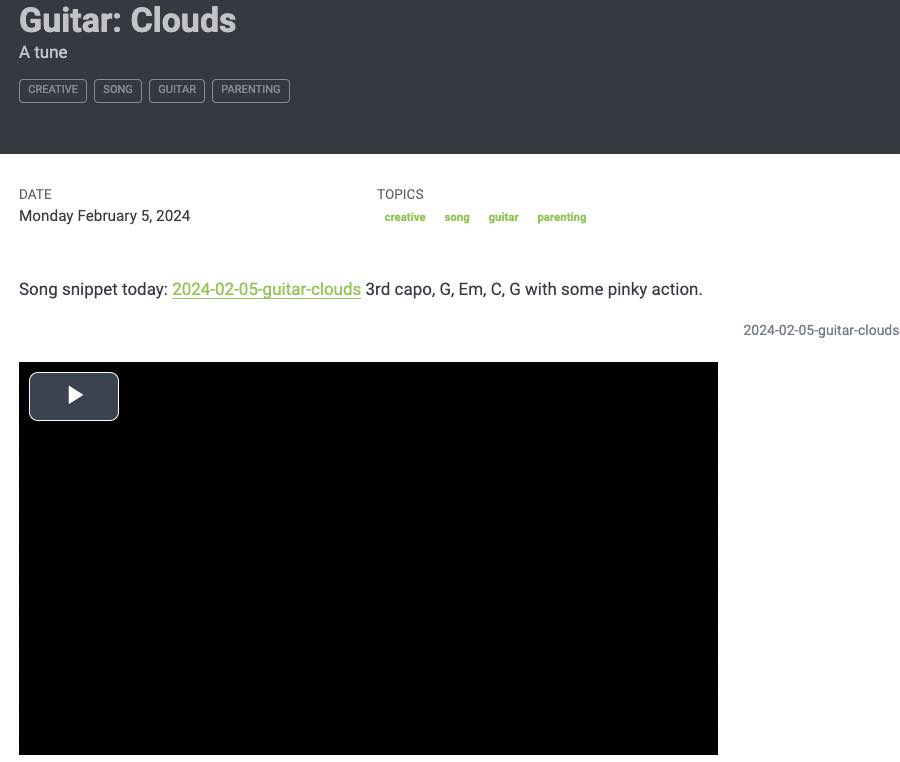 Guitar: Clouds
A tune
CREATIVE SONG GUITAR PARENTING
DATE
Monday February 5, 2024
TOPICS
creative song guitar parenting
Song snippet today: 2024-02-05-guitar-clouds 3rd capo, G, Em, C, G with some pinky action.
2024-02-05-guitar-clouds